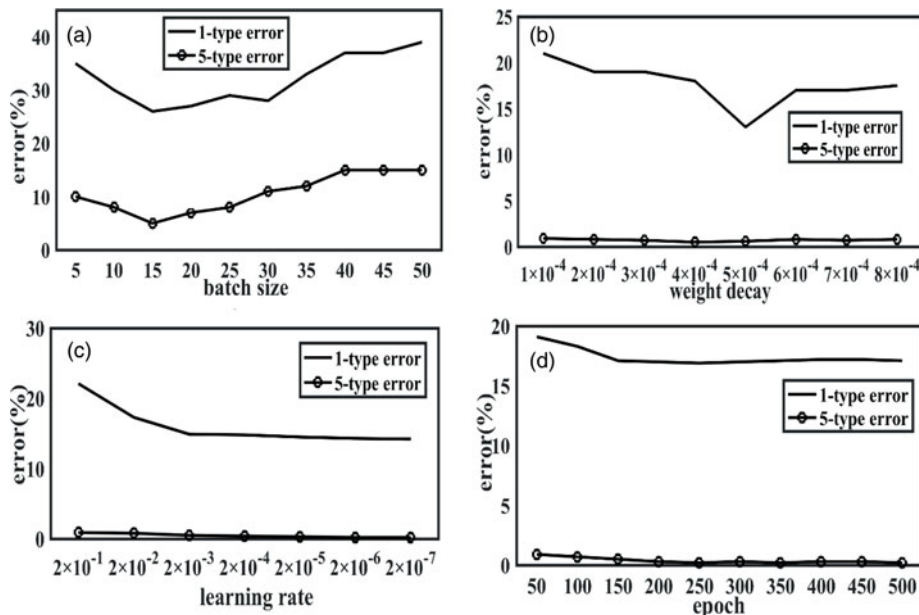 (a)
1-type error
5-type error
error(%)
40
30
20
10
0
5 10 15 20 25 30 35 40 45 50
batch size
(b)
1-type error
5-type error
error(%)
25
20
15
10
5
0
1×10⁻⁴ 2×10⁻⁴ 3×10⁻⁴ 4×10⁻⁴ 5×10⁻⁴ 6×10⁻⁴ 7×10⁻⁴ 8×10⁻⁴
weight decay
(c)
1-type error
5-type error
error(%)
30
20
10
0
2×10⁻¹ 2×10⁻² 2×10⁻³ 2×10⁻⁴ 2×10⁻⁵ 2×10⁻⁶ 2×10⁻⁷
learning rate
(d)
1-type error
5-type error
error(%)
20
15
10
5
0
50 100 150 200 250 300 350 400 450 500
epoch